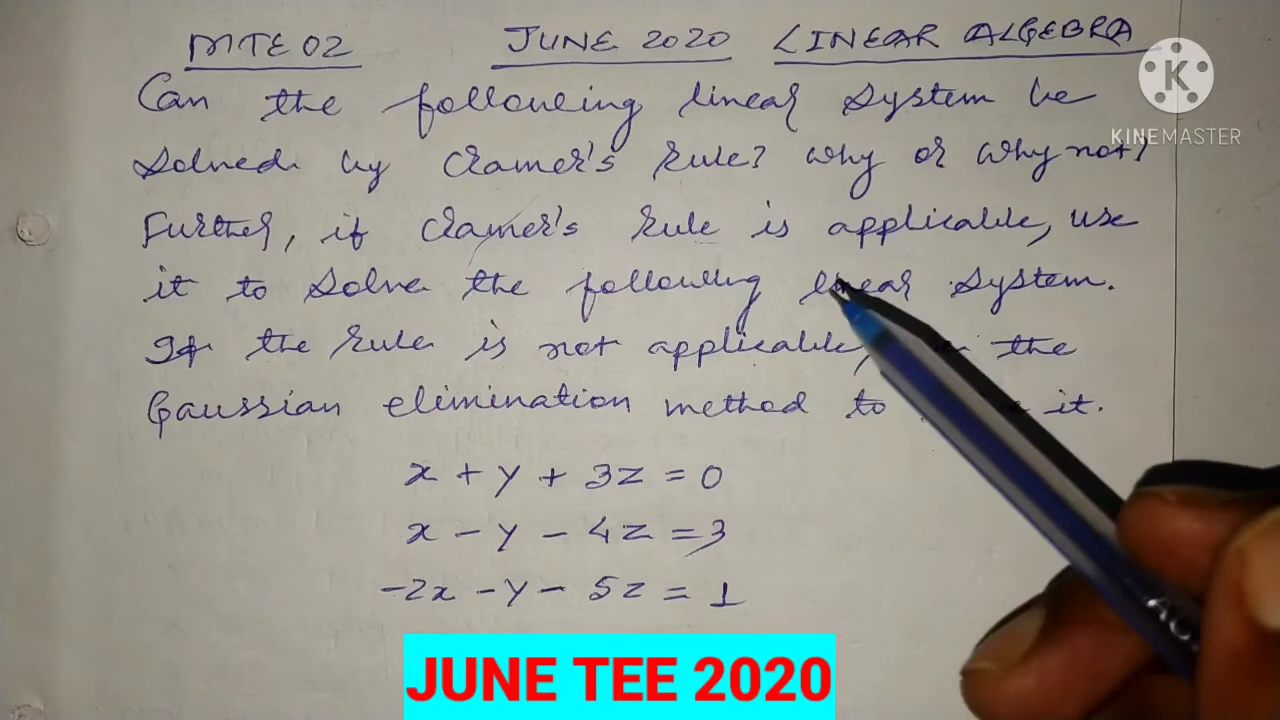 MTE 02 JUNE 2020 LINEAR ALGEBRA
Can the following linear system be
KINEMASTER
solved by Cramer's rule? Why or why not?
Further, if Cramer's rule is applicable, use
it to solve the following linear system.
If the rule is not applicable, the
Gaussian elimination method to it.
x + y + 3z = 0
x - y - 4z = 3
-2x - y - 5z = 1
JUNE TEE 2020